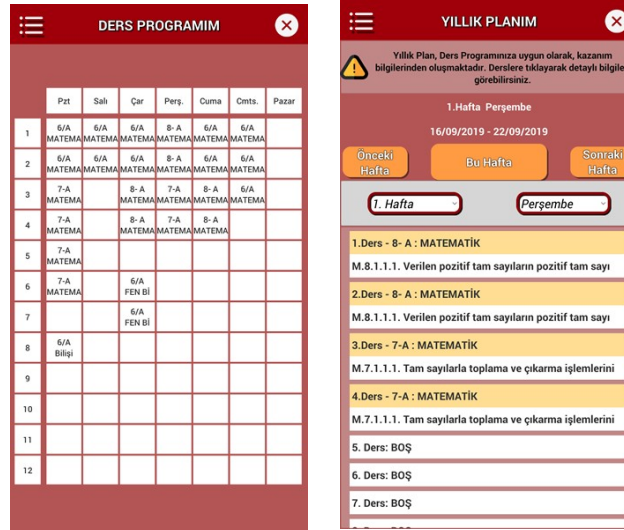 DERS PROGRAMIM
Pzt Salı Çar Perş. Cuma Cmts. Pazar
1 6/A MATEMA 6/A MATEMA 6/A MATEMA 8- A MATEMA 6/A MATEMA 6/A MATEMA
2 6/A MATEMA 6/A MATEMA 6/A MATEMA 8- A MATEMA 6/A MATEMA 6/A MATEMA
3 7-A MATEMA 8- A MATEMA 7-A MATEMA 8- A MATEMA 6/A MATEMA
4 7-A MATEMA 8- A MATEMA 7-A MATEMA 8- A MATEMA
5 7-A MATEMA
6 7-A MATEMA 6/A FEN Bİ
7 6/A FEN Bİ
8 6/A Bilişi
9
10
11
12
YILLIK PLANIM
Yıllık Plan, Ders Programınıza uygun olarak, kazanım
bilgilerinden oluşmaktadır. Derslere tıklayarak detaylı bilgile
görebilirsiniz.
1.Hafta Perşembe
16/09/2019 - 22/09/2019
Önceki Hafta
Bu Hafta
Sonraki Hafta
1. Hafta Perşembe
1.Ders - 8- A : MATEMATİK
M.8.1.1.1. Verilen pozitif tam sayıların pozitif tam sayı
2.Ders - 8- A : MATEMATİK
M.8.1.1.1. Verilen pozitif tam sayıların pozitif tam sayı
3.Ders - 7-A : MATEMATİK
M.7.1.1.1. Tam sayılarla toplama ve çıkarma işlemlerini
4.Ders - 7-A : MATEMATİK
M.7.1.1.1. Tam sayılarla toplama ve çıkarma işlemlerini
5. Ders: BOŞ
6. Ders: BOŞ
7. Ders: BOŞ